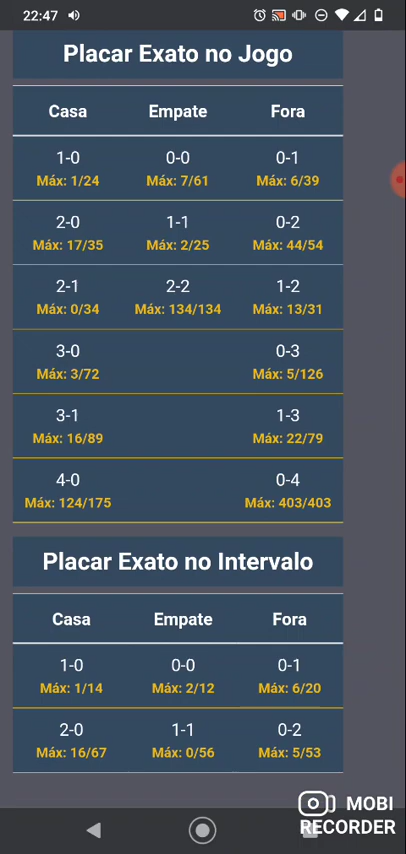 22:47
Placar Exato no Jogo
Casa Empate Fora
1-0 0-0 0-1
Máx: 1/24 Máx: 7/61 Máx: 6/39
2-0 1-1 0-2
Máx: 17/35 Máx: 2/25 Máx: 44/54
2-1 2-2 1-2
Máx: 0/34 Máx: 134/134 Máx: 13/31
3-0 0-3
Máx: 3/72 Máx: 5/126
3-1 1-3
Máx: 16/89 Máx: 22/79
4-0 0-4
Máx: 124/175 Máx: 403/403
Placar Exato no Intervalo
Casa Empate Fora
1-0 0-0 0-1
Máx: 1/14 Máx: 2/12 Máx: 6/20
2-0 1-1 0-2
Máx: 16/67 Máx: 0/56 Máx: 5/53
MOBI
RECORDER